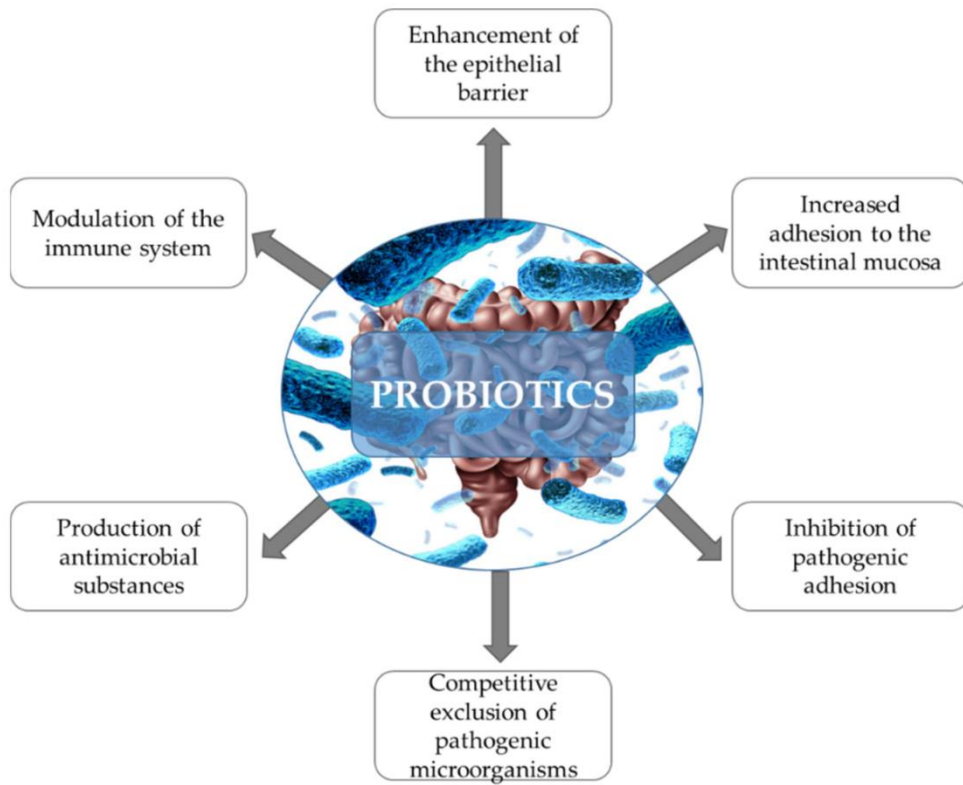 Enhancement of
the epithelial
barrier
Modulation of the
immune system
Increased
adhesion to the
intestinal mucosa
PROBIOTICS
Production of
antimicrobial
substances
Inhibition of
pathogenic
adhesion
Competitive
exclusion of
pathogenic
microorganisms